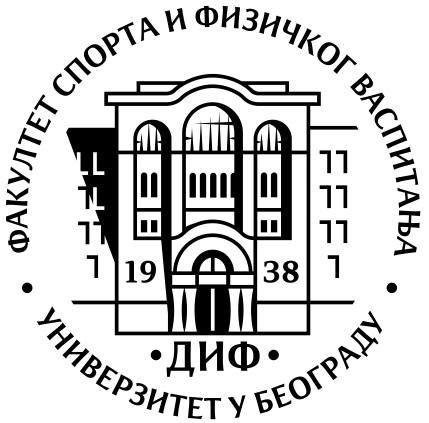 ФАКУЛТЕТ СПОРТА И ФИЗИЧКОГ ВАСПИТАЊА
19 38
• ДИФ •
• УНИВЕРЗИТЕТ У БЕОГРАДУ •